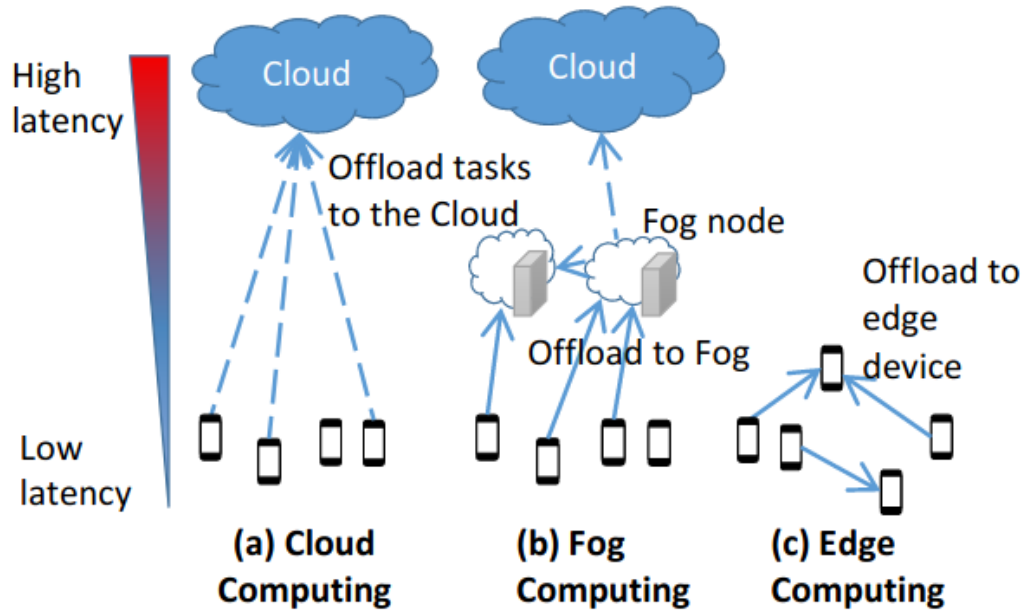 High
latency
Cloud
Cloud
Offload tasks
to the Cloud
Fog node
Offload to
edge
device
Offload to Fog
Low
latency
(a) Cloud
Computing
(b) Fog
Computing
(c) Edge
Computing